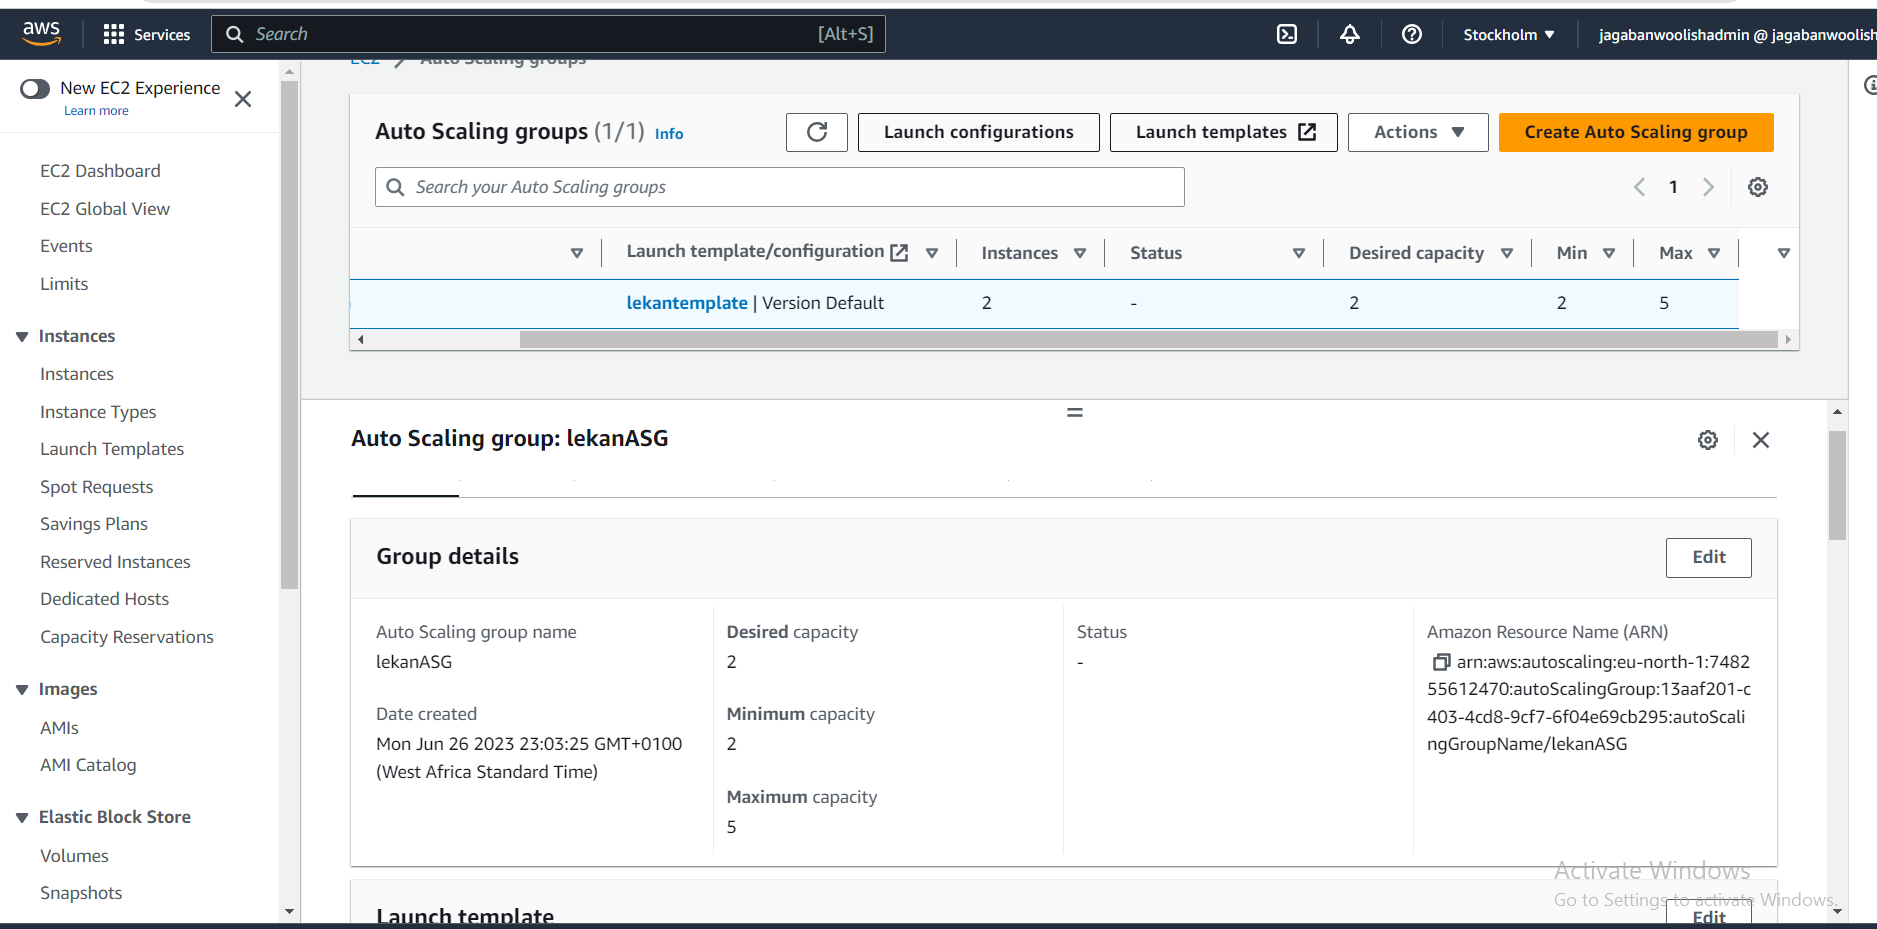 aws
Services
Search
[Alt+S]
Stockholm
jagabanwoolishadmin @ jagabanwoolish
New EC2 Experience
Learn more
EC2 Dashboard
EC2 Global View
Events
Limits
Instances
Instances
Instance Types
Launch Templates
Spot Requests
Savings Plans
Reserved Instances
Dedicated Hosts
Capacity Reservations
Images
AMIs
AMI Catalog
Elastic Block Store
Volumes
Snapshots
EC2 > Auto Scaling groups
Auto Scaling groups (1/1) Info
Launch configurations
Launch templates
Actions
Create Auto Scaling group
Search your Auto Scaling groups
1
Launch template/configuration Instances Status Desired capacity Min Max
lekantemplate | Version Default 2 - 2 2 5
Auto Scaling group: lekanASG
Group details
Edit
Auto Scaling group name
lekanASG
Date created
Mon Jun 26 2023 23:03:25 GMT+0100
(West Africa Standard Time)
Desired capacity
2
Minimum capacity
2
Maximum capacity
5
Status
-
Amazon Resource Name (ARN)
arn:aws:autoscaling:eu-north-1:7482
55612470:autoScalingGroup:13aaf201-c
403-4cd8-9cf7-6f04e69cb295:autoScali
ngGroupName/lekanASG
Launch template
Edit
Activate Windows
Go to Settings to activate Windows.